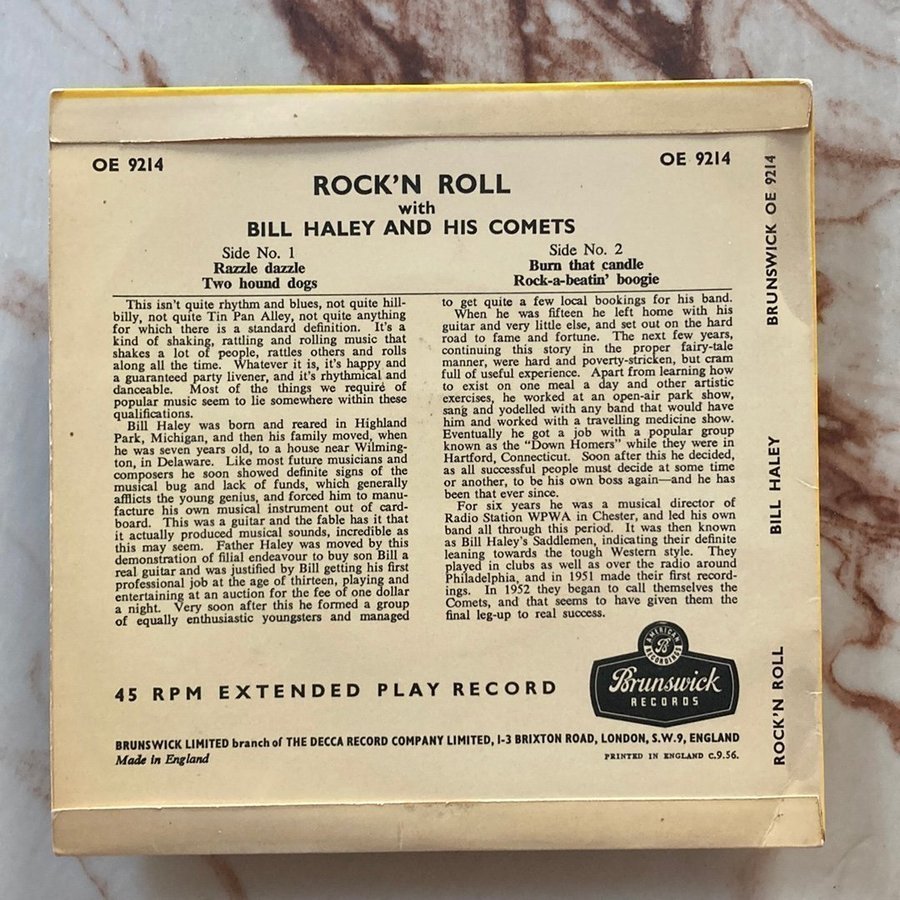 OE 9214
OE 9214
ROCK'N ROLL
with
BILL HALEY AND HIS COMETS
Side No. 1
Razzle dazzle
Two hound dogs
Side No. 2
Burn that candle
Rock-a-beatin' boogie
This isn't quite rhythm and blues, not quite hill-
billy, not quite Tin Pan Alley, not quite anything
for which there is a standard definition. It's a
kind of shaking, rattling and rolling music that
shakes a lot of people, rattles others and rolls
along all the time. Whatever it is, it's happy and
a guaranteed party livener, and it's rhythmical and
danceable. Most of the things we require of
popular music seem to lie somewhere within these
qualifications.
Bill Haley was born and reared in Highland
Park, Michigan, and then his family moved, when
he was seven years old, to a house near Wilming-
ton, in Delaware. Like most future musicians and
composers he soon showed definite signs of the
musical bug and lack of funds, which generally
afflicts the young genius, and forced him to manu-
facture his own musical instrument out of card-
board. This was a guitar and the fable has it that
it actually produced musical sounds, incredible as
this may seem. Father Haley was moved by this
demonstration of filial endeavour to buy son Bill a
real guitar and was justified by Bill getting his first
professional job at the age of thirteen, playing and
entertaining at an auction for the fee of one dollar
a night. Very soon after this he formed a group
of equally enthusiastic youngsters and managed
to get quite a few local bookings for his band.
When he was fifteen he left home with his
guitar and very little else, and set out on the hard
road to fame and fortune. The next few years,
continuing this story in the proper fairy-tale
manner, were hard and poverty-stricken, but cram
full of useful experience. Apart from learning how
to exist on one meal a day and other artistic
exercises, he worked at an open-air park show,
sang and yodelled with any band that would have
him and worked with a travelling medicine show.
Eventually he got a job with a popular group
known as the "Down Homers" while they were in
Hartford, Connecticut. Soon after this he decided,
as all successful people must decide at some time
or another, to be his own boss again—and he has
been that ever since.
For six years he was a musical director of
Radio Station WPWA in Chester, and led his own
band all through this period. It was then known
as Bill Haley's Saddlemen, indicating their definite
leaning towards the tough Western style. They
played in clubs as well as over the radio around
Philadelphia, and in 1951 made their first record-
ings. In 1952 they began to call themselves the
Comets, and that seems to have given them the
final leg-up to real success.
45 RPM EXTENDED PLAY RECORD
AMERICAN
B
RECORDINGS
Brunswick
RECORDS
BRUNSWICK LIMITED branch of THE DECCA RECORD COMPANY LIMITED, 1-3 BRIXTON ROAD, LONDON, S.W.9, ENGLAND
Made in England
PRINTED IN ENGLAND c.9.56.
ROCK'N ROLL BILL HALEY BRUNSWICK OE 9214